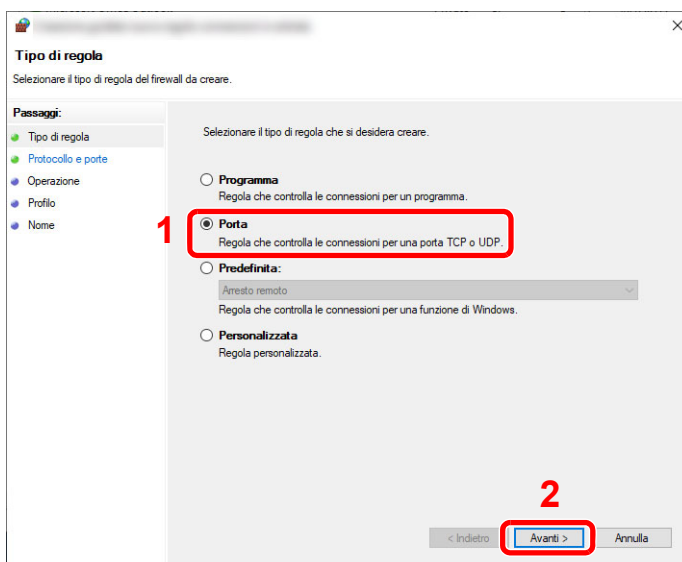 Tipo di regola
Selezionare il tipo di regola del firewall da creare.
Passaggi:
Tipo di regola
Protocollo e porte
Operazione
Profilo
Nome
Selezionare il tipo di regola che si desidera creare.
Programma
Regola che controlla le connessioni per un programma.
1
Porta
Regola che controlla le connessioni per una porta TCP o UDP.
Predefinita:
Arresto remoto
Regola che controlla le connessioni per una funzione di Windows.
Personalizzata
Regola personalizzata.
2
< Indietro
Avanti >
Annulla